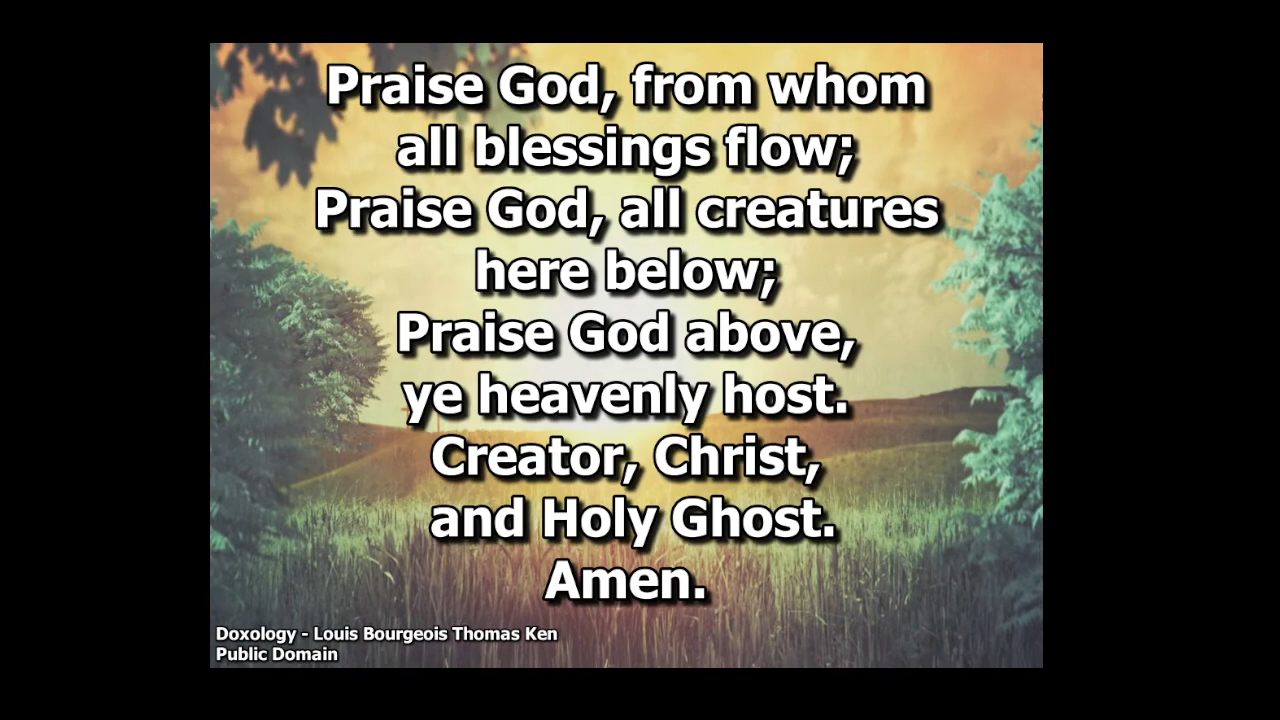 Praise God, from whom
all blessings flow;
Praise God, all creatures
here below;
Praise God above,
ye heavenly host.
Creator, Christ,
and Holy Ghost.
Amen.
Doxology - Louis Bourgeois Thomas Ken
Public Domain